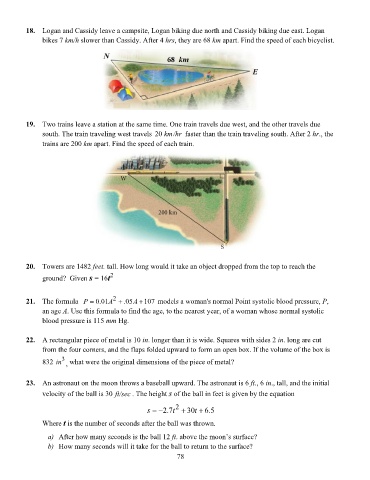 18. Logan and Cassidy leave a campsite, Logan biking due north and Cassidy biking due east. Logan
bikes 7 km/h slower than Cassidy. After 4 hrs, they are 68 km apart. Find the speed of each bicyclist.
N
68 km
E
19. Two trains leave a station at the same time. One train travels due west, and the other travels due
south. The train traveling west travels 20 km/hr faster than the train traveling south. After 2 hr., the
trains are 200 km apart. Find the speed of each train.
W
200 km
S
20. Towers are 1482 feet. tall. How long would it take an object dropped from the top to reach the
ground? Given s = 16t²
21. The formula P = 0.01A² + .05A + 107 models a woman's normal Point systolic blood pressure, P,
an age A. Use this formula to find the age, to the nearest year, of a woman whose normal systolic
blood pressure is 115 mm Hg.
22. A rectangular piece of metal is 10 in. longer than it is wide. Squares with sides 2 in. long are cut
from the four corners, and the flaps folded upward to form an open box. If the volume of the box is
832 in³, what were the original dimensions of the piece of metal?
23. An astronaut on the moon throws a baseball upward. The astronaut is 6 ft., 6 in., tall, and the initial
velocity of the ball is 30 ft/sec. The height s of the ball in feet is given by the equation
s = −2.7t² + 30t + 6.5
Where t is the number of seconds after the ball was thrown.
a) After how many seconds is the ball 12 ft. above the moon's surface?
b) How many seconds will it take for the ball to return to the surface?
78